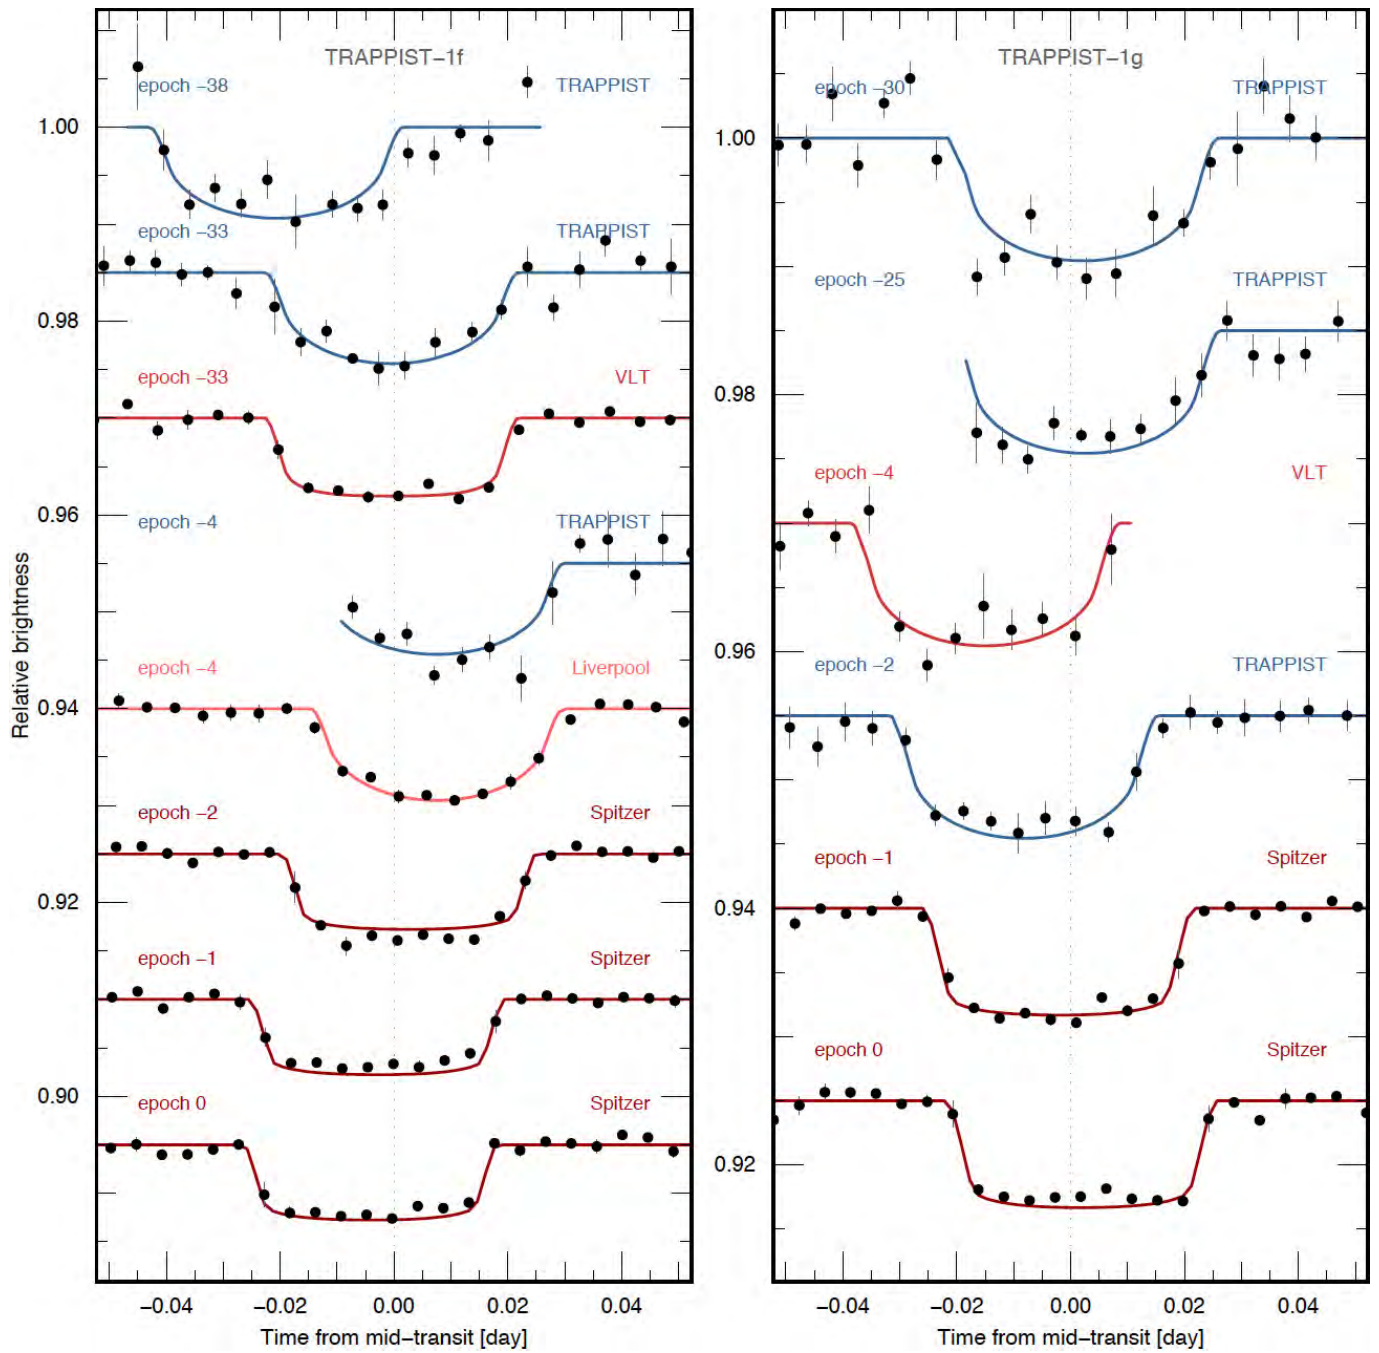 TRAPPIST−1f
epoch −38 TRAPPIST
1.00
epoch −33 TRAPPIST
0.98
epoch −33 VLT
0.96
epoch −4 TRAPPIST
epoch −4 Liverpool
0.94
epoch −2 Spitzer
0.92
epoch −1 Spitzer
0.90
epoch 0 Spitzer
Relative brightness
−0.04 −0.02 0.00 0.02 0.04
Time from mid−transit [day]
TRAPPIST−1g
epoch −30 TRAPPIST
1.00
epoch −25 TRAPPIST
0.98
epoch −4 VLT
0.96
epoch −2 TRAPPIST
epoch −1 Spitzer
0.94
epoch 0 Spitzer
0.92
−0.04 −0.02 0.00 0.02 0.04
Time from mid−transit [day]